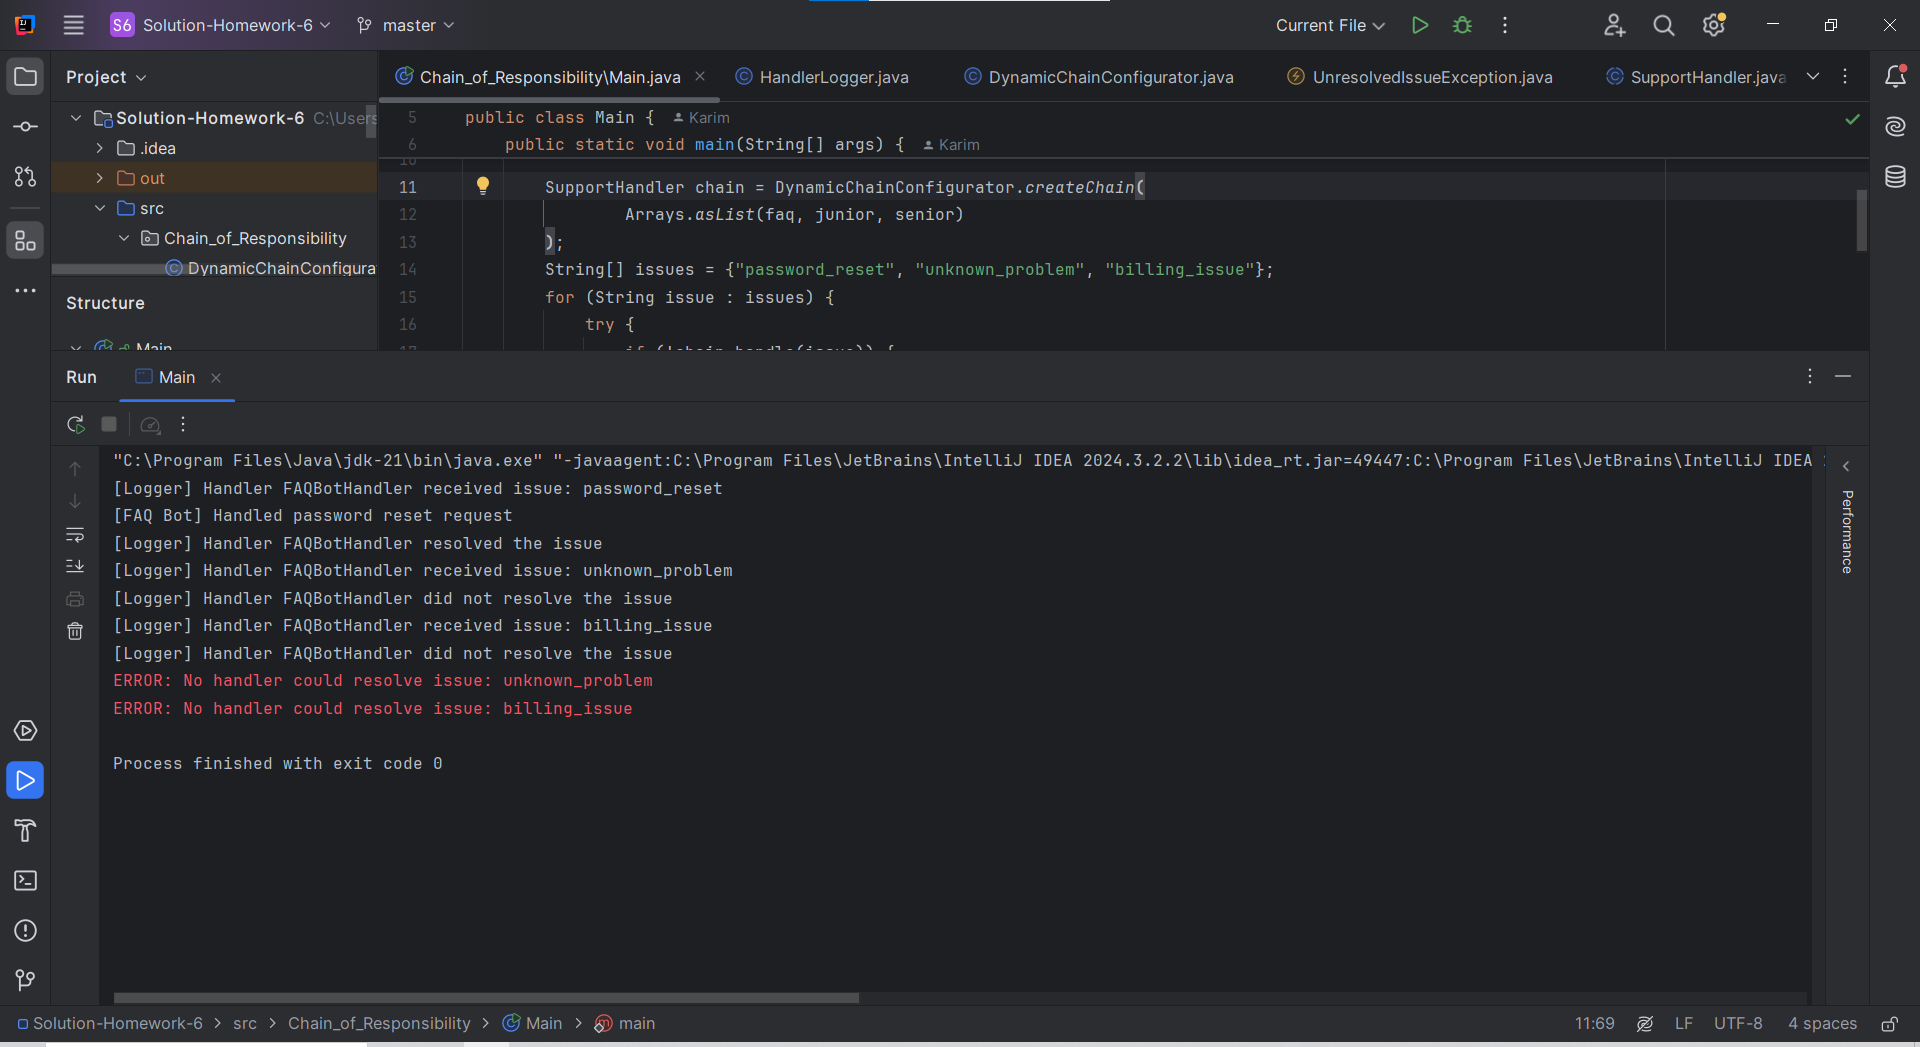 S6 Solution-Homework-6 master Current File
Project
Chain_of_Responsibility\Main.java HandlerLogger.java DynamicChainConfigurator.java UnresolvedIssueException.java SupportHandler.java
Solution-Homework-6 C:\Users
.idea
out
src
Chain_of_Responsibility
DynamicChainConfigura
Structure
Main
5 public class Main { Karim
6 public static void main(String[] args) { Karim
10
11 SupportHandler chain = DynamicChainConfigurator.createChain(
12 Arrays.asList(faq, junior, senior)
13 );
14 String[] issues = {"password_reset", "unknown_problem", "billing_issue"};
15 for (String issue : issues) {
16 try {
17 if (!chain.handle(issue)) {
Run Main
"C:\Program Files\Java\jdk-21\bin\java.exe" "-javaagent:C:\Program Files\JetBrains\IntelliJ IDEA 2024.3.2.2\lib\idea_rt.jar=49447:C:\Program Files\JetBrains\IntelliJ IDEA
[Logger] Handler FAQBotHandler received issue: password_reset
[FAQ Bot] Handled password reset request
[Logger] Handler FAQBotHandler resolved the issue
[Logger] Handler FAQBotHandler received issue: unknown_problem
[Logger] Handler FAQBotHandler did not resolve the issue
[Logger] Handler FAQBotHandler received issue: billing_issue
[Logger] Handler FAQBotHandler did not resolve the issue
ERROR: No handler could resolve issue: unknown_problem
ERROR: No handler could resolve issue: billing_issue
Process finished with exit code 0
Performance
Solution-Homework-6 > src > Chain_of_Responsibility > Main > main
11:69 LF UTF-8 4 spaces